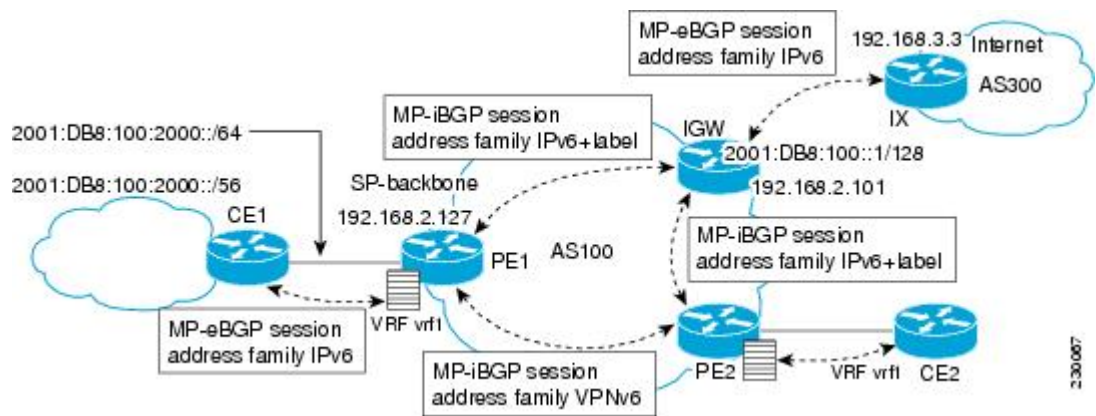 MP-eBGP session
address family IPv6
192.168.3.3
Internet
AS300
IX
MP-iBGP session
address family IPv6+label
IGW
2001:DB8:100::1/128
192.168.2.101
2001:DB8:100:2000::/64
2001:DB8:100:2000::/56
SP-backbone
192.168.2.127
CE1
PE1
AS100
MP-iBGP session
address family IPv6+label
VRF vrf1
MP-eBGP session
address family IPv6
MP-iBGP session
address family VPNv6
PE2
VRF vrf1
CE2
230067